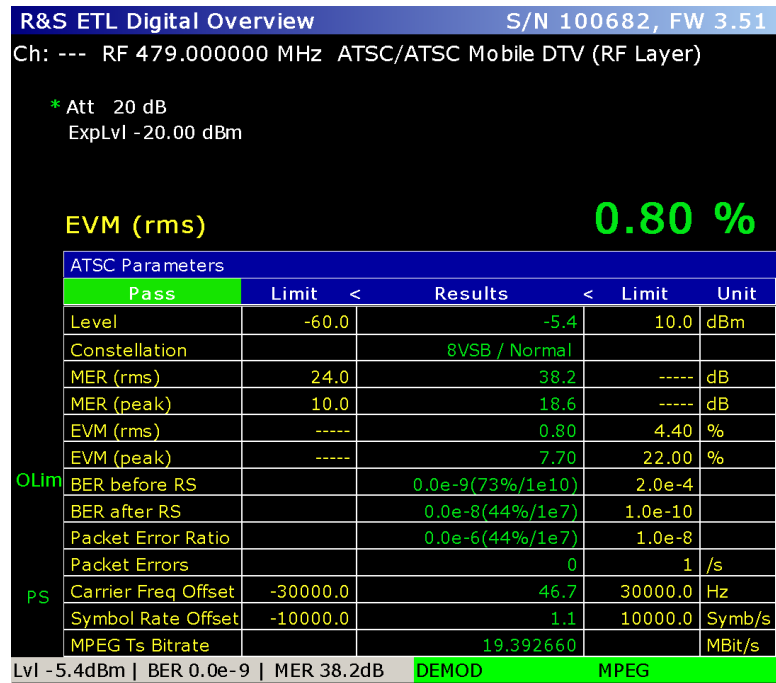 R&S ETL Digital Overview S/N 100682, FW 3.51
Ch: --- RF 479.000000 MHz ATSC/ATSC Mobile DTV (RF Layer)
* Att 20 dB
ExpLvl -20.00 dBm
EVM (rms) 0.80 %
ATSC Parameters
Pass Limit < Results < Limit Unit
Level -60.0 -5.4 10.0 dBm
Constellation 8VSB / Normal
MER (rms) 24.0 38.2 ----- dB
MER (peak) 10.0 18.6 ----- dB
EVM (rms) ----- 0.80 4.40 %
EVM (peak) ----- 7.70 22.00 %
OLim BER before RS 0.0e-9(73%/1e10) 2.0e-4
BER after RS 0.0e-8(44%/1e7) 1.0e-10
Packet Error Ratio 0.0e-6(44%/1e7) 1.0e-8
Packet Errors 0 1 /s
PS Carrier Freq Offset -30000.0 46.7 30000.0 Hz
Symbol Rate Offset -10000.0 1.1 10000.0 Symb/s
MPEG Ts Bitrate 19.392660 MBit/s
Lvl -5.4dBm | BER 0.0e-9 | MER 38.2dB DEMOD MPEG